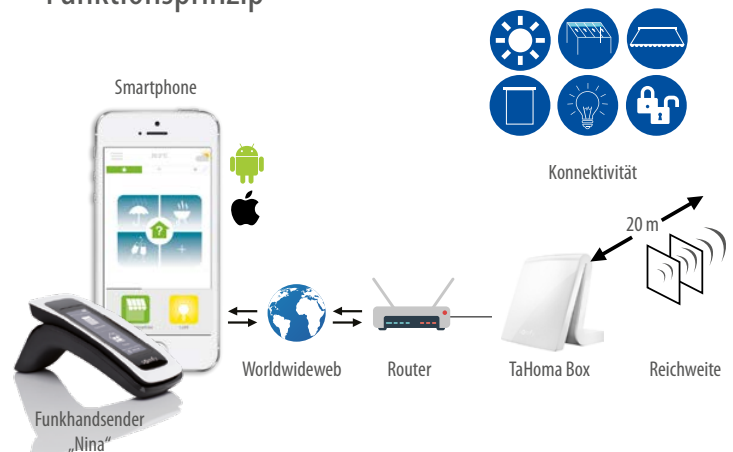 Funktionsprinzip
Smartphone
Konnektivität
20 m
Worldwideweb
Router
TaHoma Box
Reichweite
Funkhandsender
„Nina“